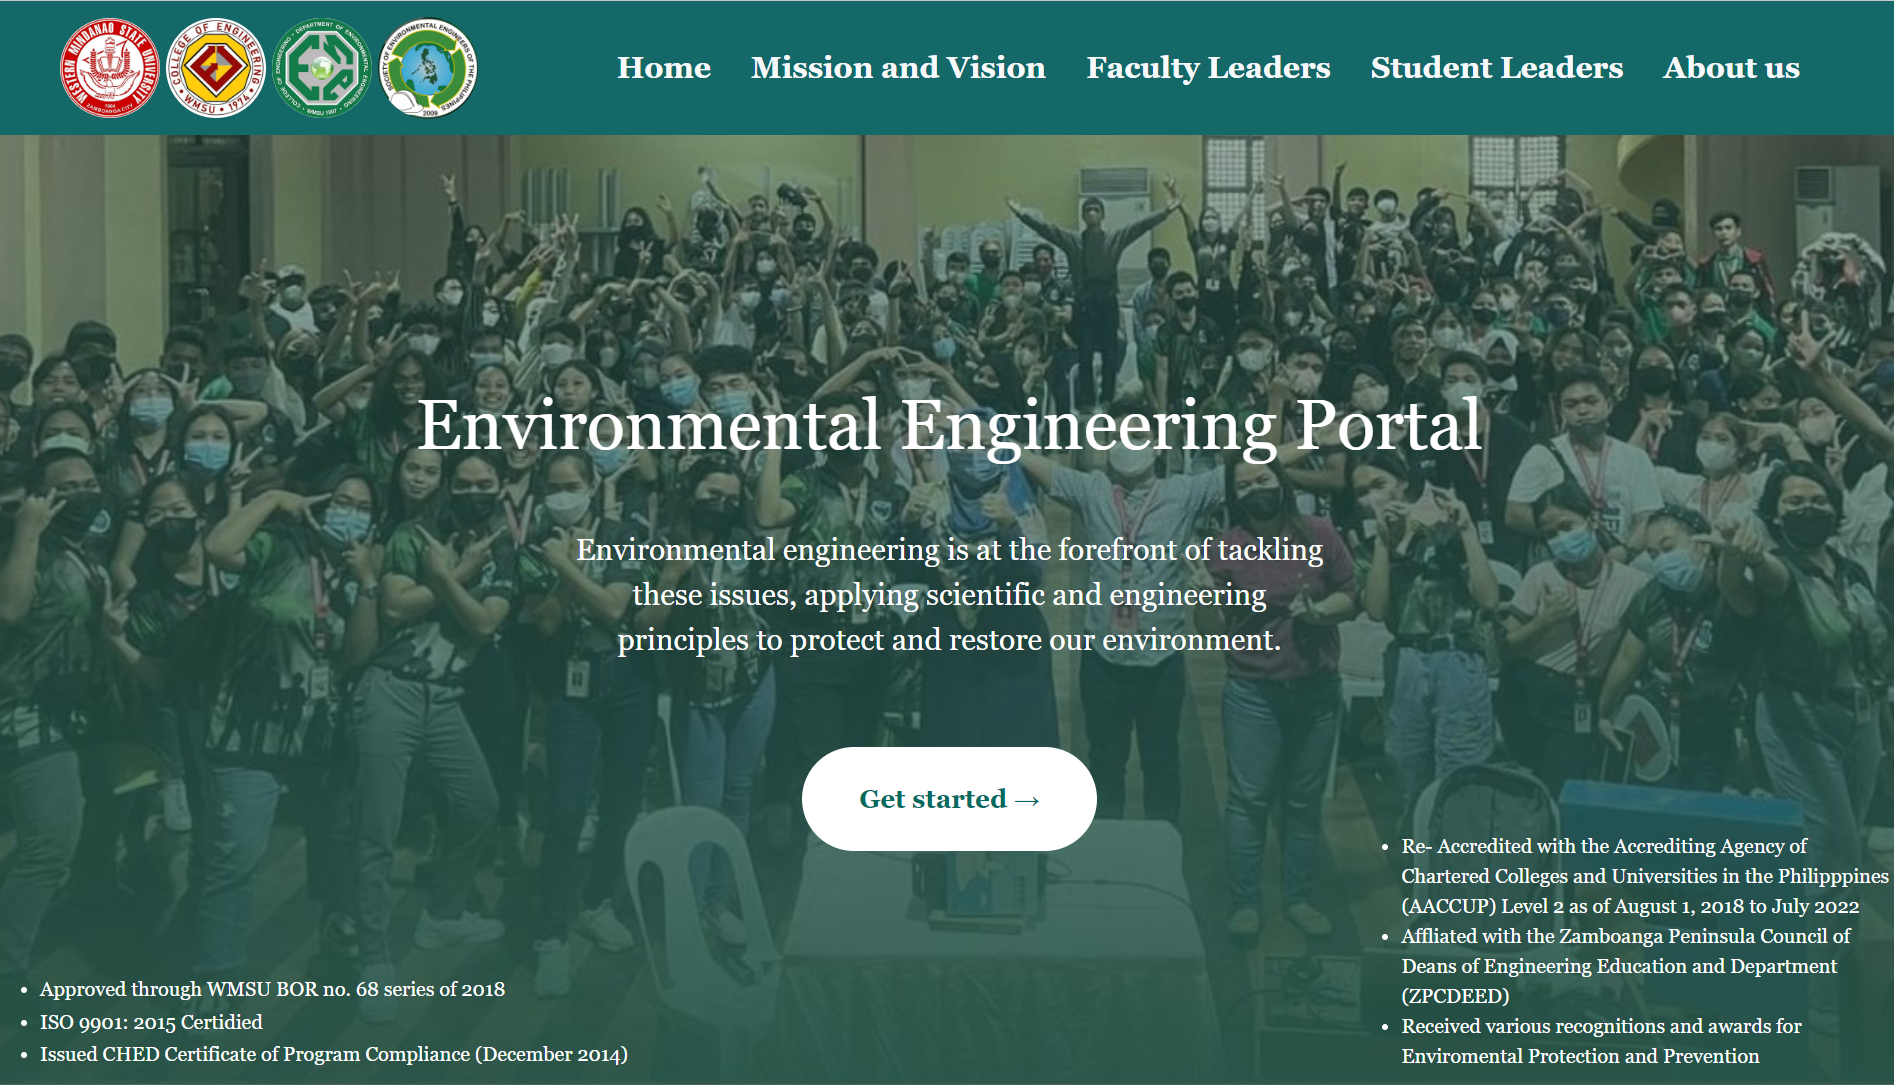 WESTERN MINDANAO STATE UNIVERSITY
1904
ZAMBOANGA CITY
COLLEGE OF ENGINEERING
WMSU • 1974
COLLEGE OF ENGINEERING • DEPARTMENT OF ENVIRONMENTAL ENGINEERING
WMSU 1997
SOCIETY OF ENVIRONMENTAL ENGINEERS OF THE PHILIPPINES
2009
Home
Mission and Vision
Faculty Leaders
Student Leaders
About us
Environmental Engineering Portal
Environmental engineering is at the forefront of tackling
these issues, applying scientific and engineering
principles to protect and restore our environment.
Get started →
• Approved through WMSU BOR no. 68 series of 2018
• ISO 9901: 2015 Certidied
• Issued CHED Certificate of Program Compliance (December 2014)
• Re- Accredited with the Accrediting Agency of
Chartered Colleges and Universities in the Philipppines
(AACCUP) Level 2 as of August 1, 2018 to July 2022
• Affliated with the Zamboanga Peninsula Council of
Deans of Engineering Education and Department
(ZPCDEED)
• Received various recognitions and awards for
Enviromental Protection and Prevention